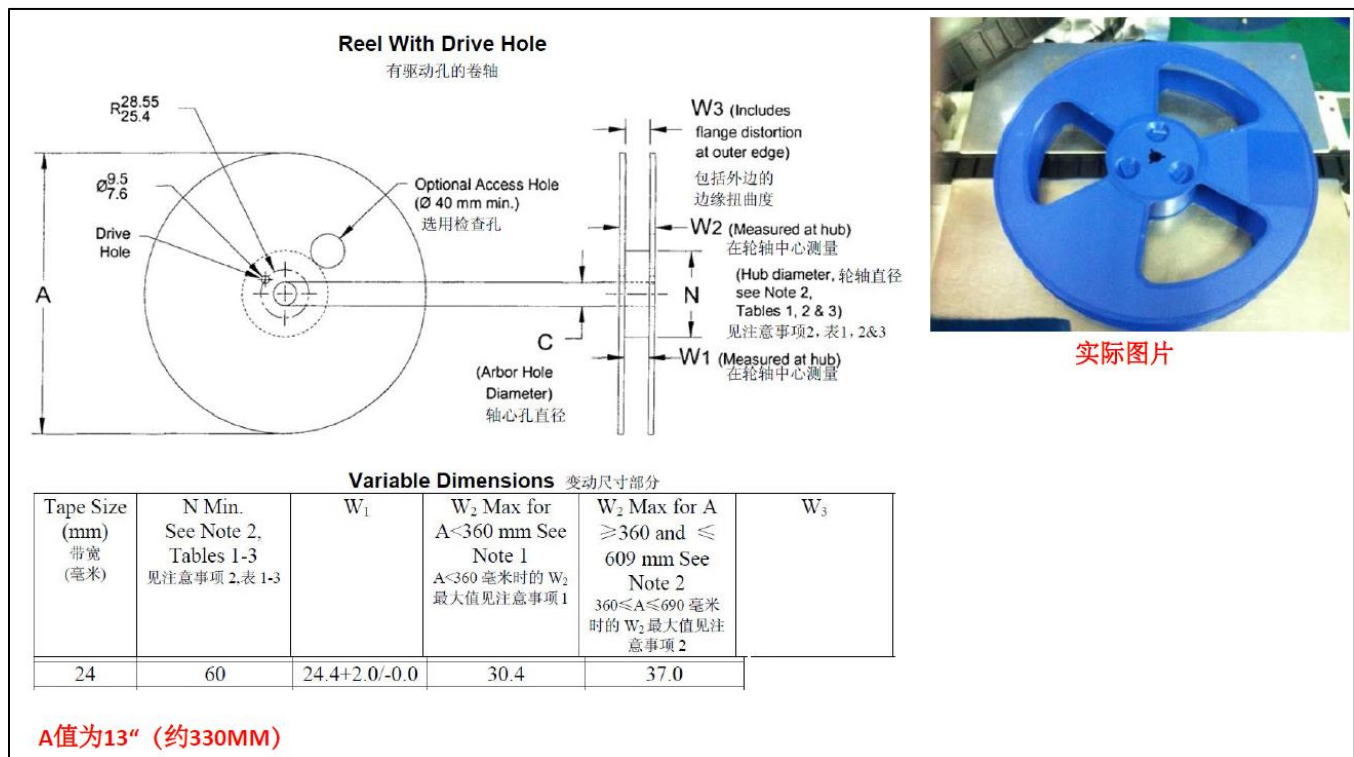 Reel With Drive Hole
有驱动孔的卷轴
R28.55
25.4
Ø9.5
7.6
Drive
Hole
A
Optional Access Hole
(Ø 40 mm min.)
选用检查孔
C
(Arbor Hole
Diameter)
轴心孔直径
W3 (Includes
flange distortion
at outer edge)
包括外边的
边缘扭曲度
W2 (Measured at hub)
在轮轴中心测量
N
(Hub diameter, 轮轴直径
see Note 2,
Tables 1, 2 & 3)
见注意事项2, 表1, 2&3
W1 (Measured at hub)
在轮轴中心测量
实际图片
Variable Dimensions 变动尺寸部分
Tape Size
(mm)
带宽
(毫米)
N Min.
See Note 2,
Tables 1-3
见注意事项 2,表 1-3
W1
W2 Max for
A<360 mm See
Note 1
A<360 毫米时的 W2
最大值见注意事项1
W2 Max for A
≥360 and ≤
609 mm See
Note 2
360≤A≤690 毫米
时的 W2 最大值见注
意事项 2
W3
24
60
24.4+2.0/-0.0
30.4
37.0
A值为13“（约330MM）